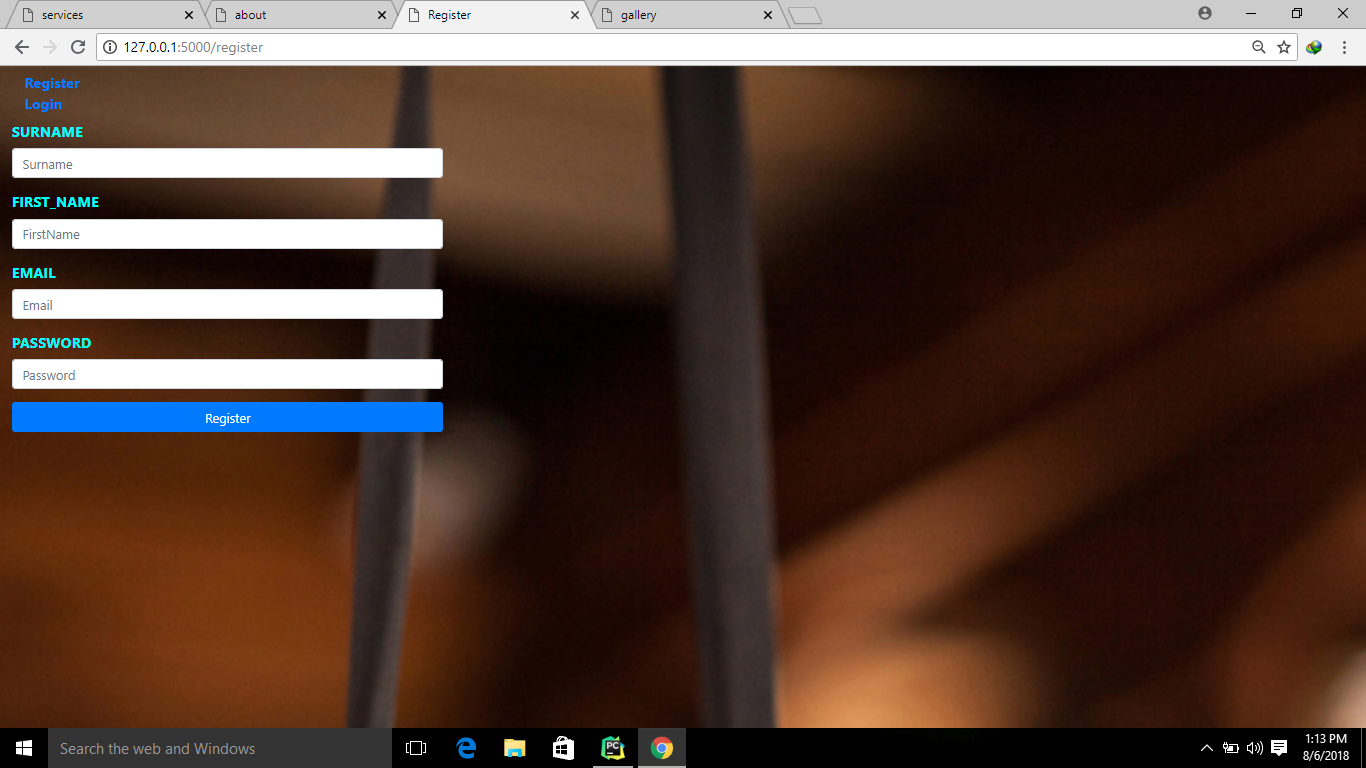 services about Register gallery
127.0.0.1:5000/register
Register
Login
SURNAME
Surname
FIRST_NAME
FirstName
EMAIL
Email
PASSWORD
Password
Register
Search the web and Windows
PC
1:13 PM
8/6/2018